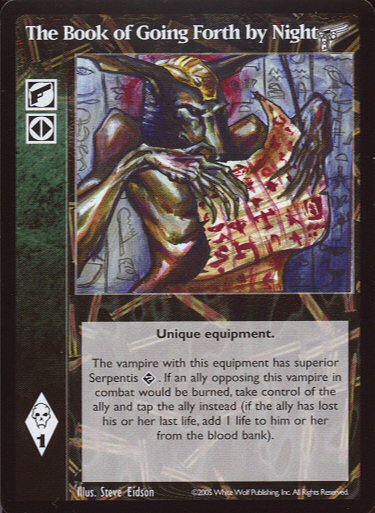 The Book of Going Forth by Night
Unique equipment.
The vampire with this equipment has superior
Serpentis . If an ally opposing this vampire in
combat would be burned, take control of the
ally and tap the ally instead (if the ally has lost
his or her last life, add 1 life to him or her
from the blood bank).
1
Illus. Steve Eidson
©2005 White Wolf Publishing, Inc. All Rights Reserved.